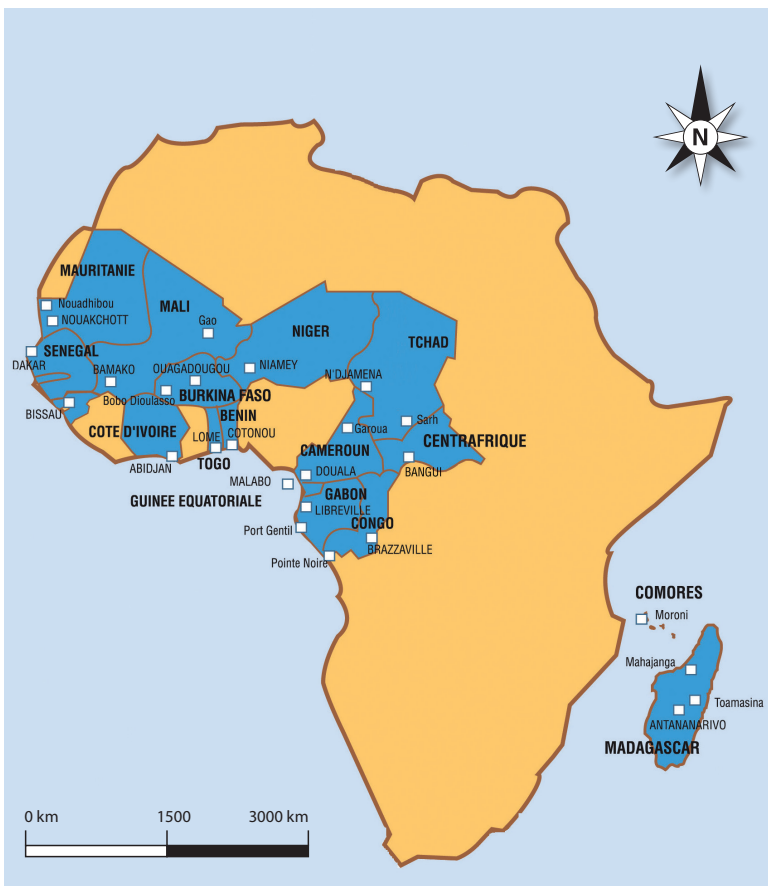 N
MAURITANIE
Nouadhibou
NOUAKCHOTT
MALI
Gao
NIGER
TCHAD
SENEGAL
DAKAR
BAMAKO
OUAGADOUGOU
NIAMEY
N'DJAMENA
Bobo Dioulasso
BURKINA FASO
BISSAU
BENIN
Sarh
COTE D'IVOIRE
LOME
COTONOU
Garoua
CENTRAFRIQUE
CAMEROUN
ABIDJAN
TOGO
DOUALA
BANGUI
MALABO
GUINEE EQUATORIALE
GABON
LIBREVILLE
CONGO
Port Gentil
BRAZZAVILLE
Pointe Noire
COMORES
Moroni
Mahajanga
Toamasina
ANTANANARIVO
MADAGASCAR
0 km 1500 3000 km